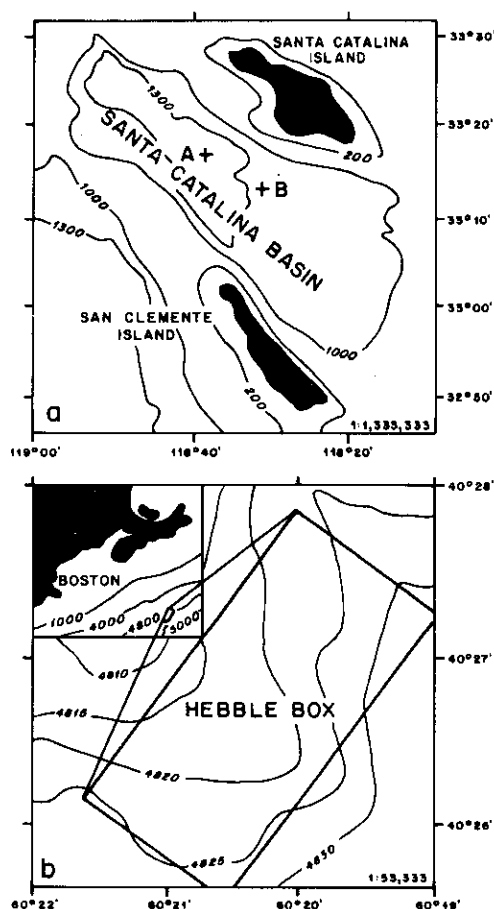 SANTA CATALINA
ISLAND
33°30'
1300
33°20'
A+
SANTA CATALINA BASIN
200
+B
1000
1300
33°10'
33°00'
SAN CLEMENTE
ISLAND
1000
200
32°50'
a
1:1,333,333
119°00'
118°40'
118°20'
40°28'
BOSTON
1000
4000
4800
5000
4810
40°27'
4815
HEBBLE BOX
4820
40°26'
4825
4850
b
1:53,333
60°22'
60°21'
60°20'
60°19'